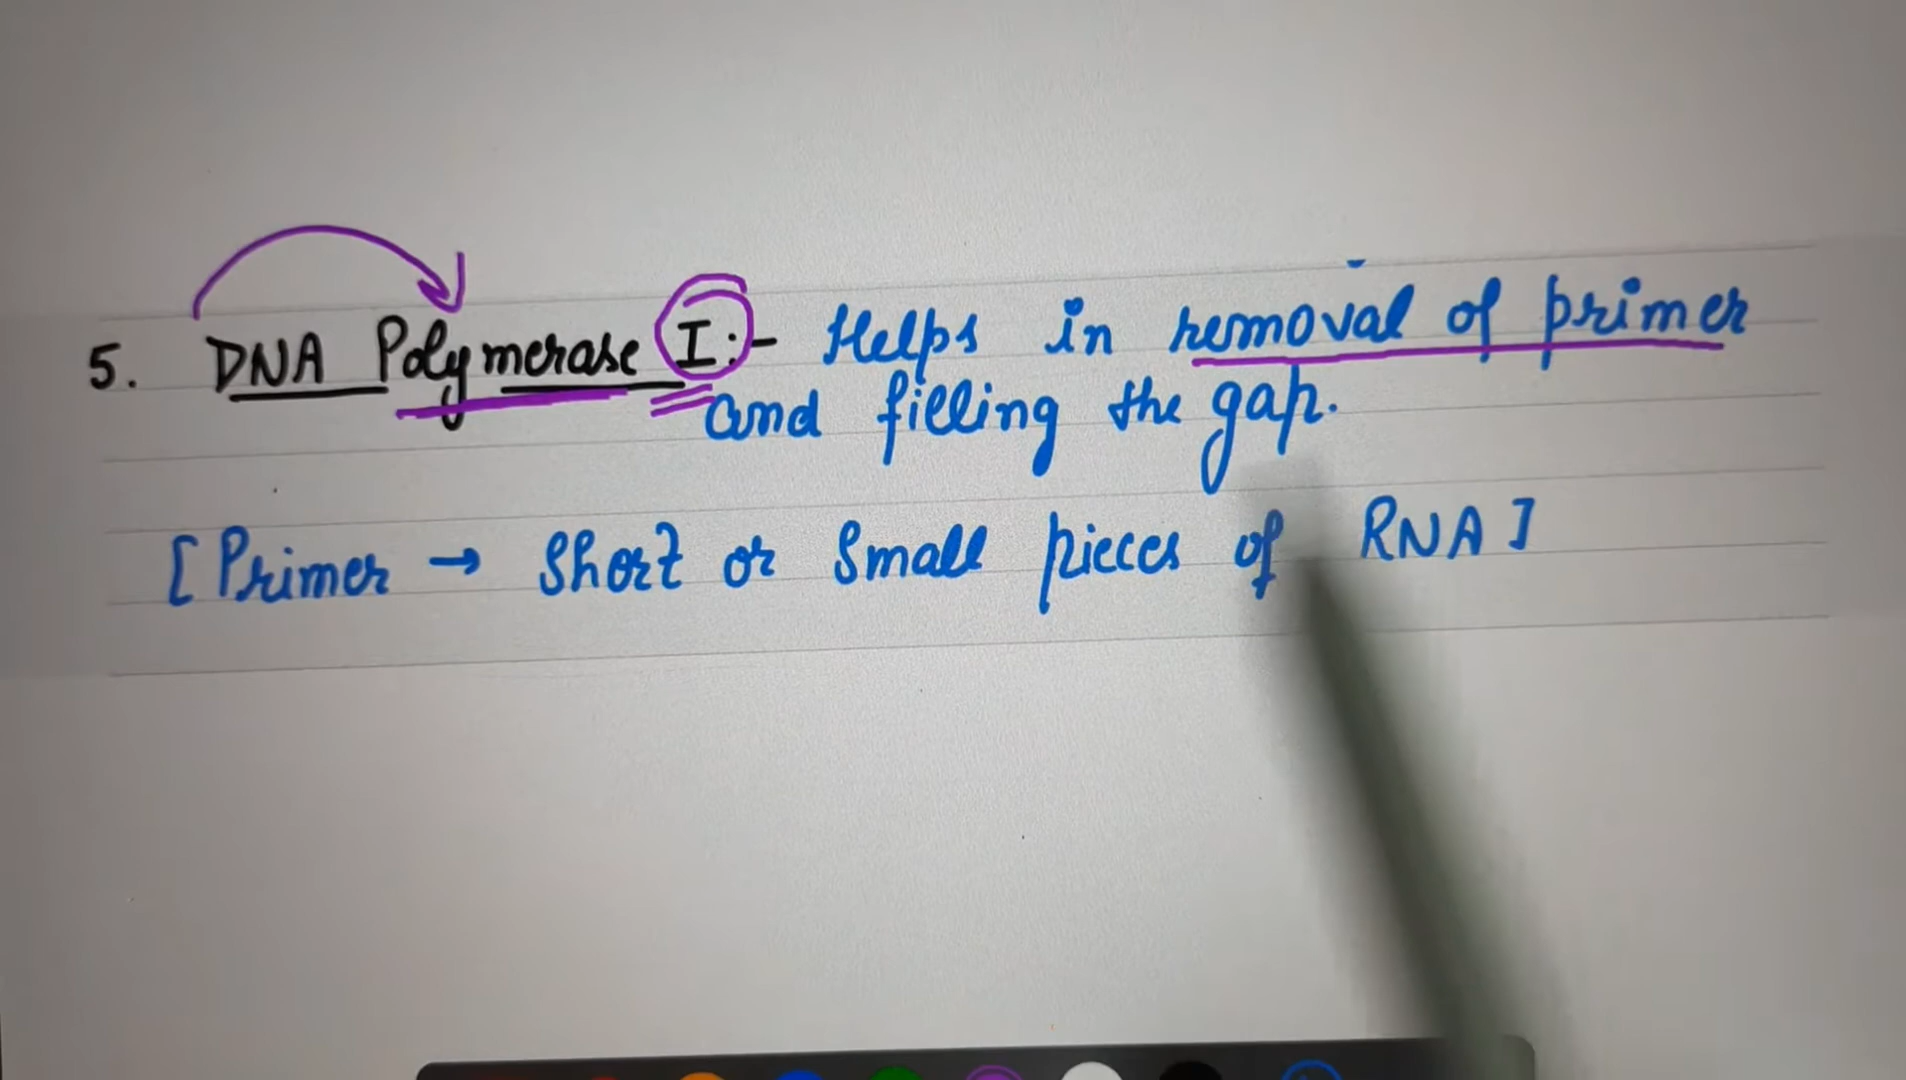 5. DNA Polymerase I:- Helps in removal of primer
and filling the gap.
[Primer → Short or Small pieces of RNA]